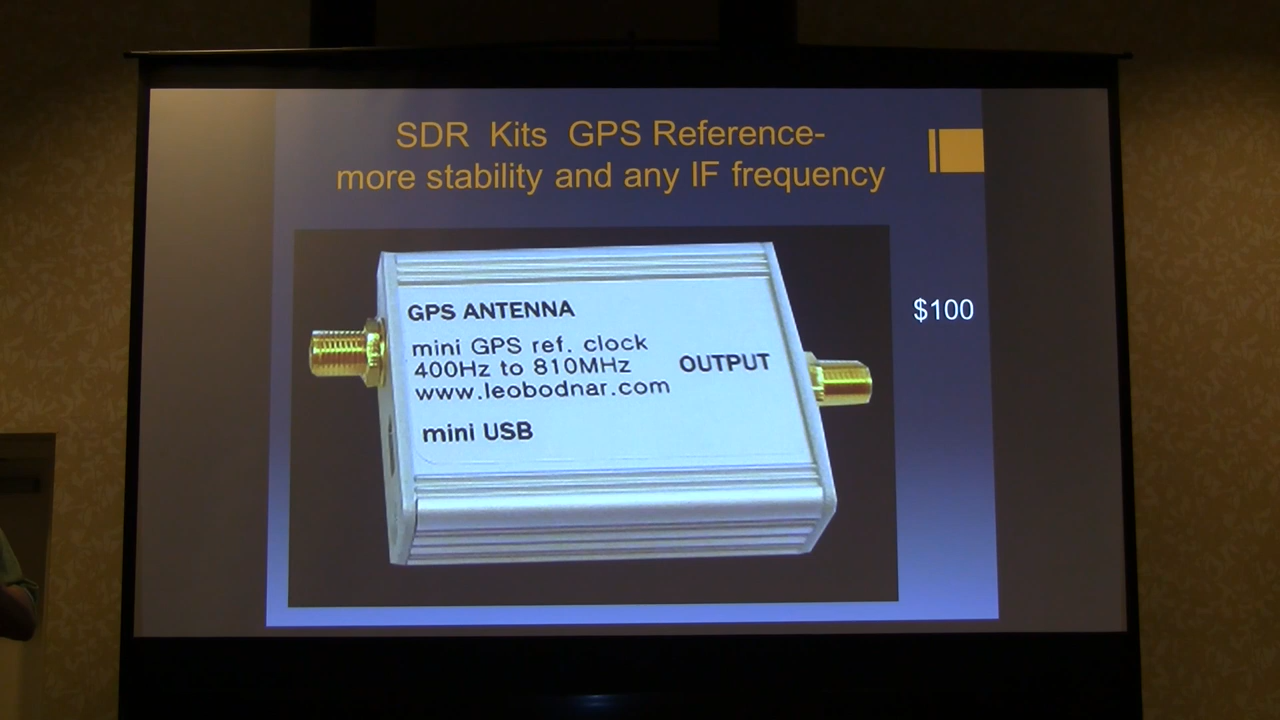 SDR Kits GPS Reference-
more stability and any IF frequency
$100
GPS ANTENNA
mini GPS ref. clock
400Hz to 810MHz
www.leobodnar.com
OUTPUT
mini USB